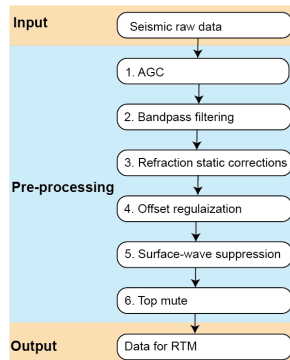 Input
Seismic raw data
Pre-processing
1. AGC
2. Bandpass filtering
3. Refraction static corrections
4. Offset regulaization
5. Surface-wave suppression
6. Top mute
Output
Data for RTM